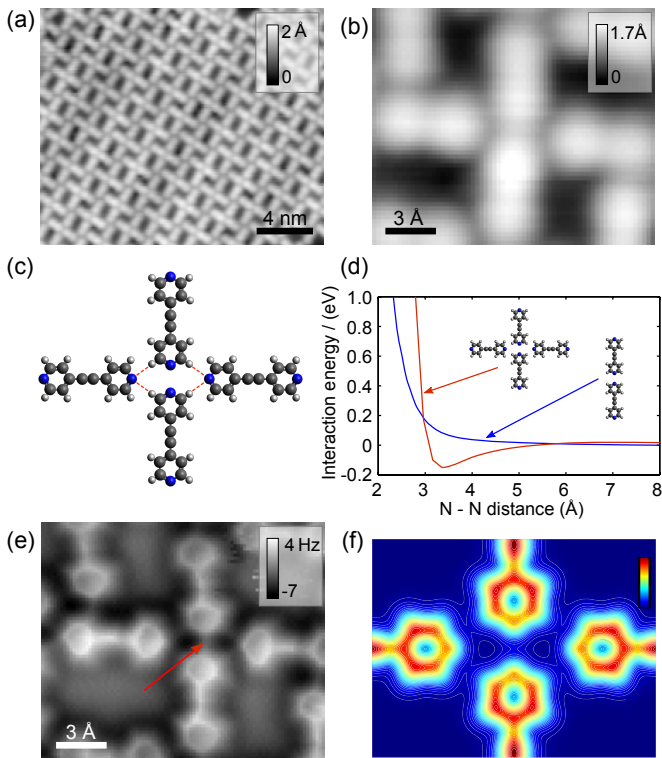 (a)
2 Å
0
4 nm
(b)
1.7Å
0
3 Å
(c)
(d)
Interaction energy / (eV)
1.0
0.8
0.6
0.4
0.2
0
-0.2
2 3 4 5 6 7 8
N - N distance (Å)
(e)
4 Hz
-7
3 Å
(f)